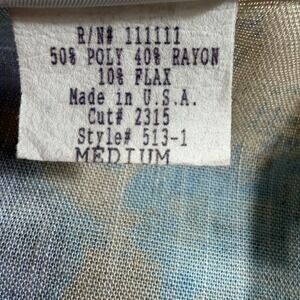 R/N# 111111
50% POLY 40% RAYON
10% FLAX
Made in U.S.A.
Cut# 2315
Style# 513-1
MEDIUM